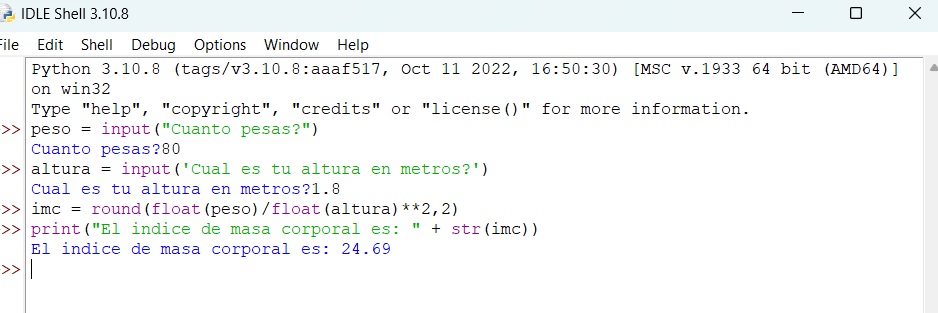 IDLE Shell 3.10.8
File Edit Shell Debug Options Window Help
Python 3.10.8 (tags/v3.10.8:aaaf517, Oct 11 2022, 16:50:30) [MSC v.1933 64 bit (AMD64)]
on win32
Type "help", "copyright", "credits" or "license()" for more information.
>> peso = input("Cuanto pesas?")
Cuanto pesas?80
>> altura = input('Cual es tu altura en metros?')
Cual es tu altura en metros?1.8
>> imc = round(float(peso)/float(altura)**2,2)
>> print("El indice de masa corporal es: " + str(imc))
El indice de masa corporal es: 24.69
>>